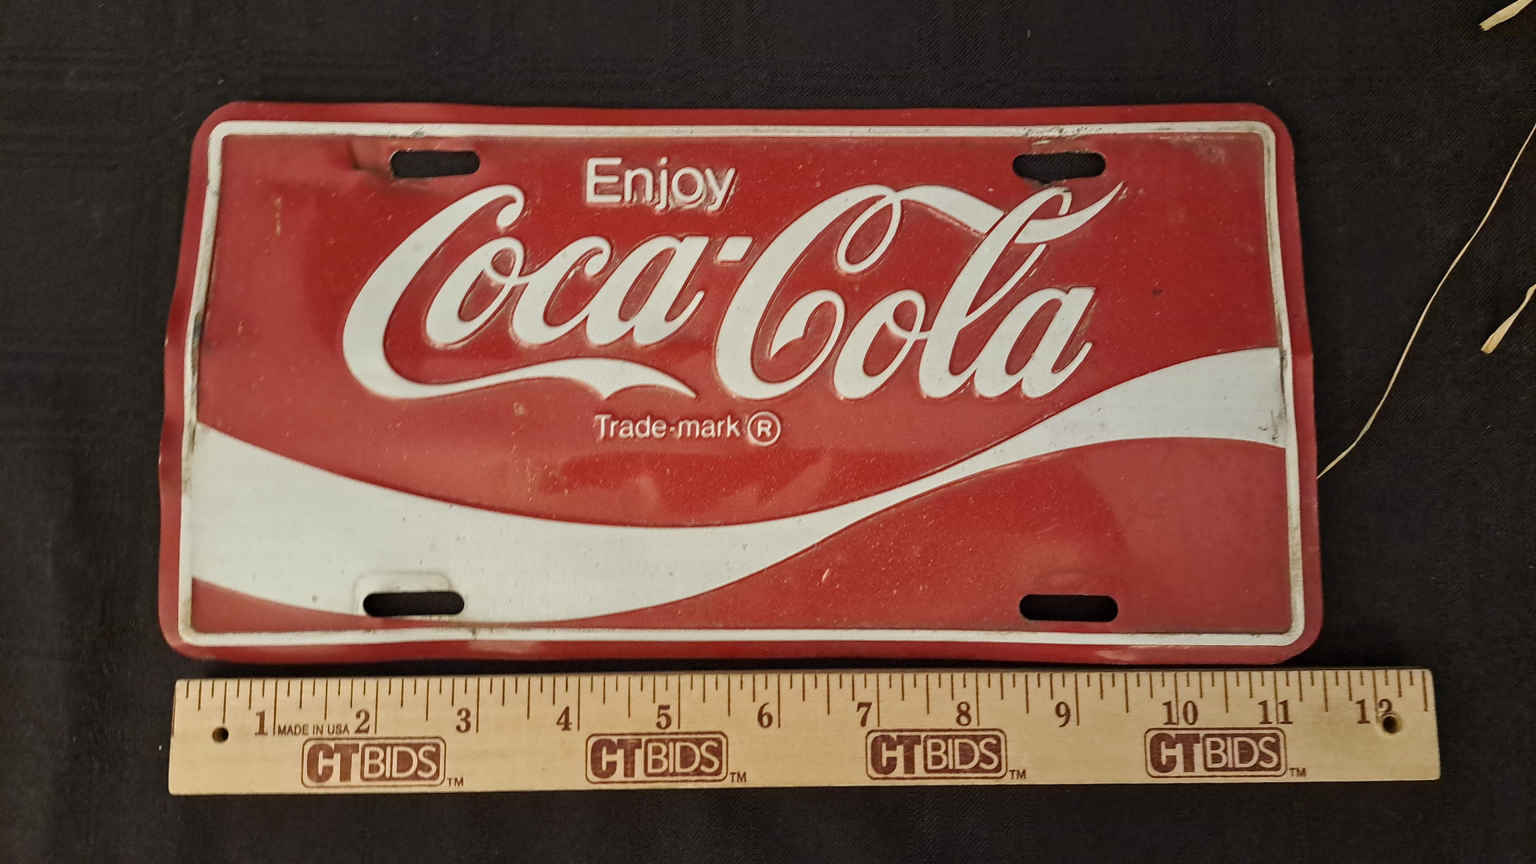 Enjoy
Coca-Cola
Trade-mark ®
1 2 3 4 5 6 7 8 9 10 11 12
MADE IN USA
CTBIDS™ CTBIDS™ CTBIDS™ CTBIDS™